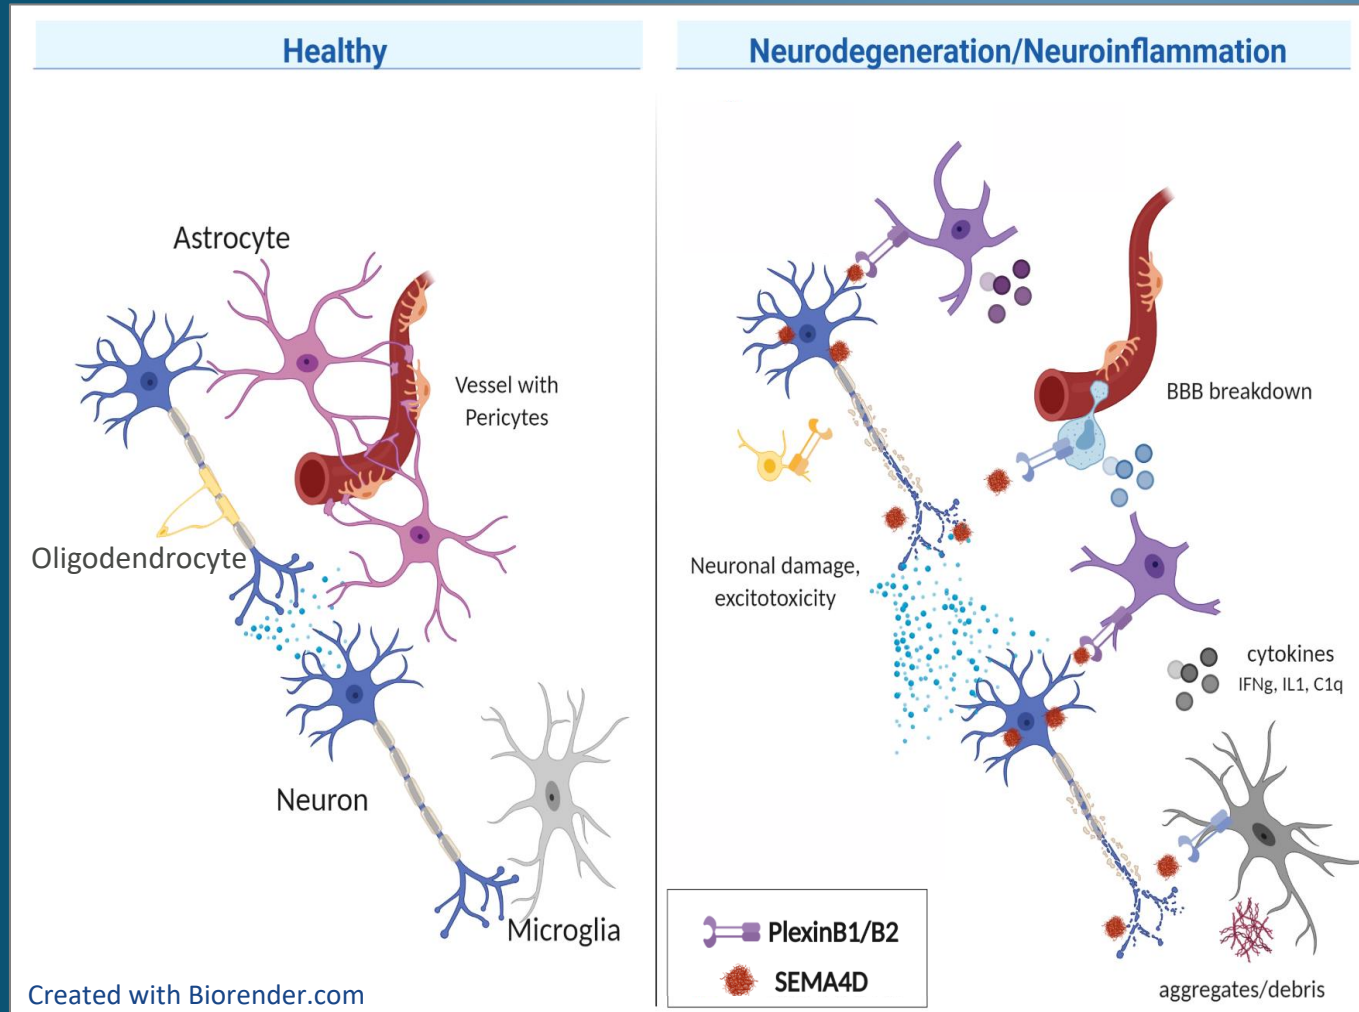 Healthy
Astrocyte
Vessel with
Pericytes
Oligodendrocyte
Neuron
Microglia
Created with Biorender.com
Neurodegeneration/Neuroinflammation
BBB breakdown
Neuronal damage,
excitotoxicity
cytokines
IFNg, IL1, C1q
PlexinB1/B2
SEMA4D
aggregates/debris